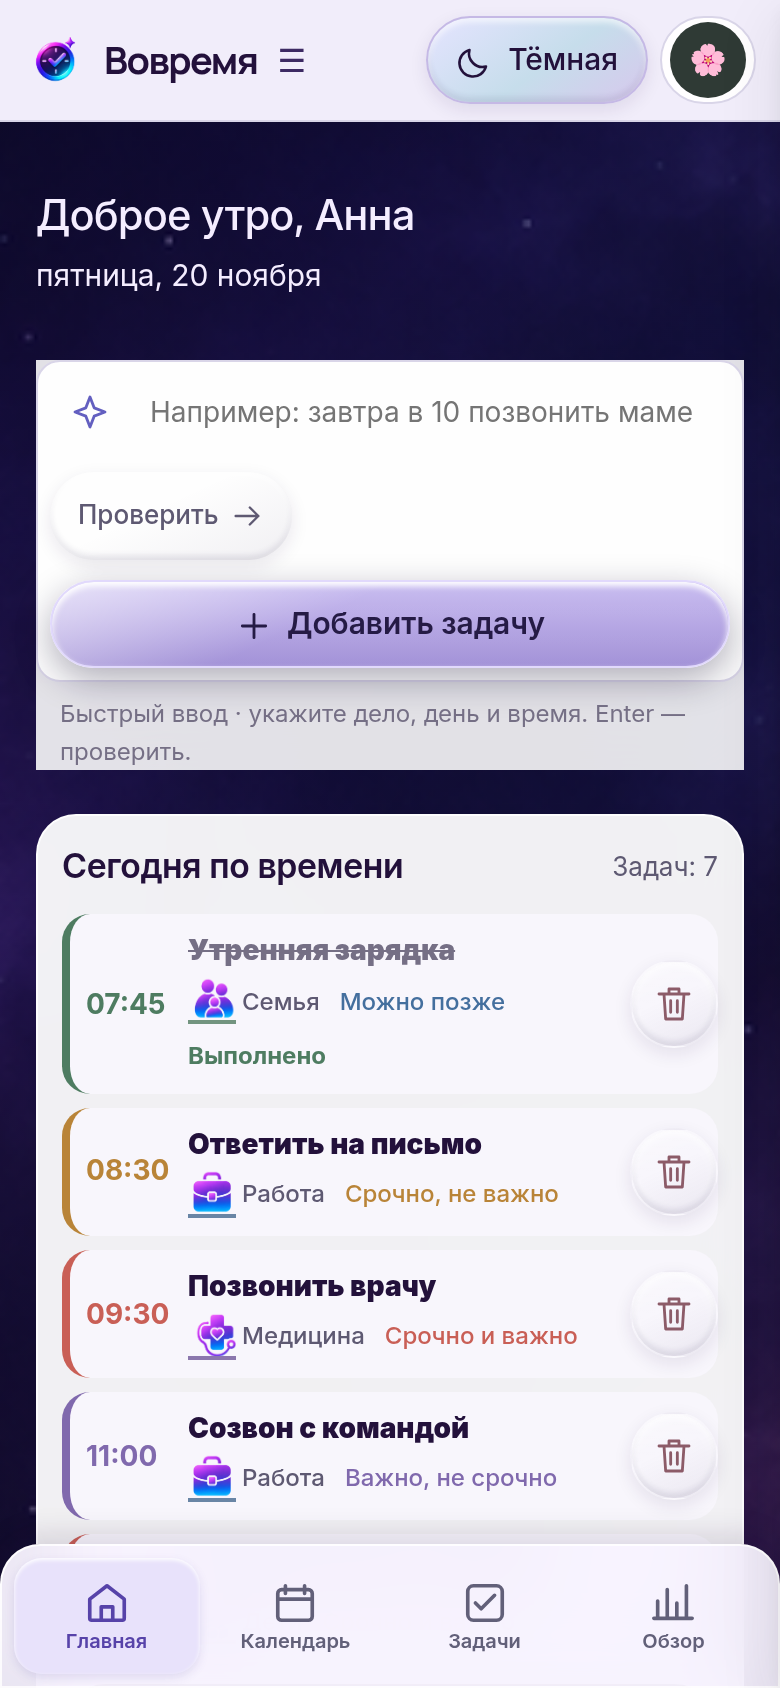 Вовремя
Тёмная
Доброе утро, Анна
пятница, 20 ноября
Например: завтра в 10 позвонить маме
Проверить →
+ Добавить задачу
Быстрый ввод · укажите дело, день и время. Enter —
проверить.
Сегодня по времени
Задач: 7
Утренняя зарядка
07:45
Семья Можно позже
Выполнено
Ответить на письмо
08:30
Работа Срочно, не важно
Позвонить врачу
09:30
Медицина Срочно и важно
Созвон с командой
11:00
Работа Важно, не срочно
Главная
Календарь
Задачи
Обзор